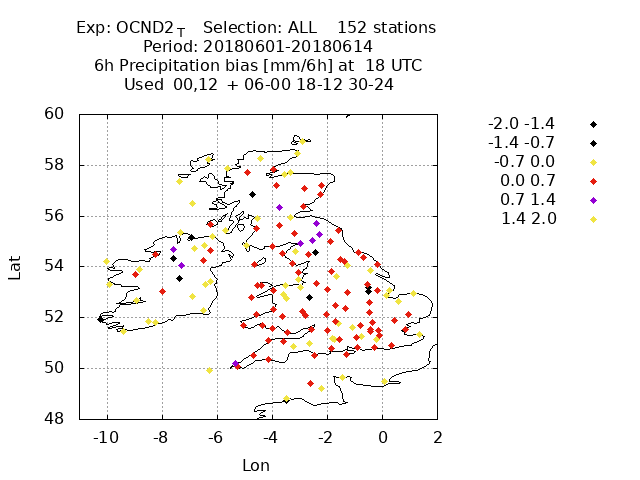 Exp: OCND2T Selection: ALL 152 stations
Period: 20180601-20180614
6h Precipitation bias [mm/6h] at 18 UTC
Used 00,12 + 06-00 18-12 30-24
60
58
56
54
52
50
48
-10 -8 -6 -4 -2 0 2
Lat
Lon
-2.0 -1.4
-1.4 -0.7
-0.7 0.0
0.0 0.7
0.7 1.4
1.4 2.0